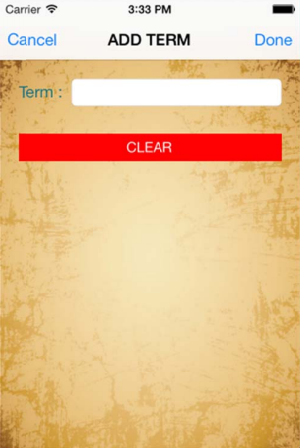 Carrier 3:33 PM
Cancel ADD TERM Done
Term :
CLEAR